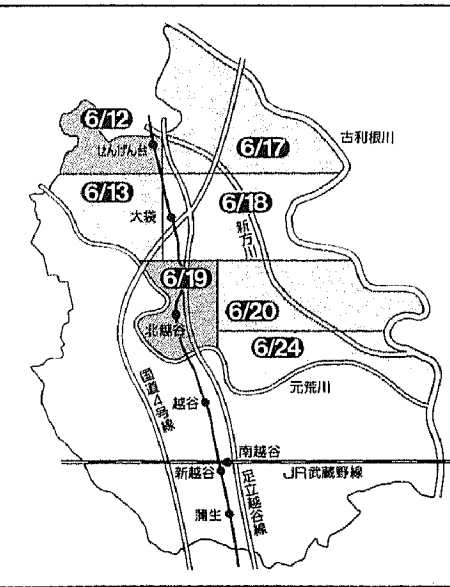 6/12
せんげん台
6/17
古利根川
6/13
大袋
6/18
新方川
6/19
北越谷
6/20
6/24
元荒川
国道4号線
越谷
南越谷
新越谷
JR武蔵野線
足立越谷線
蒲生